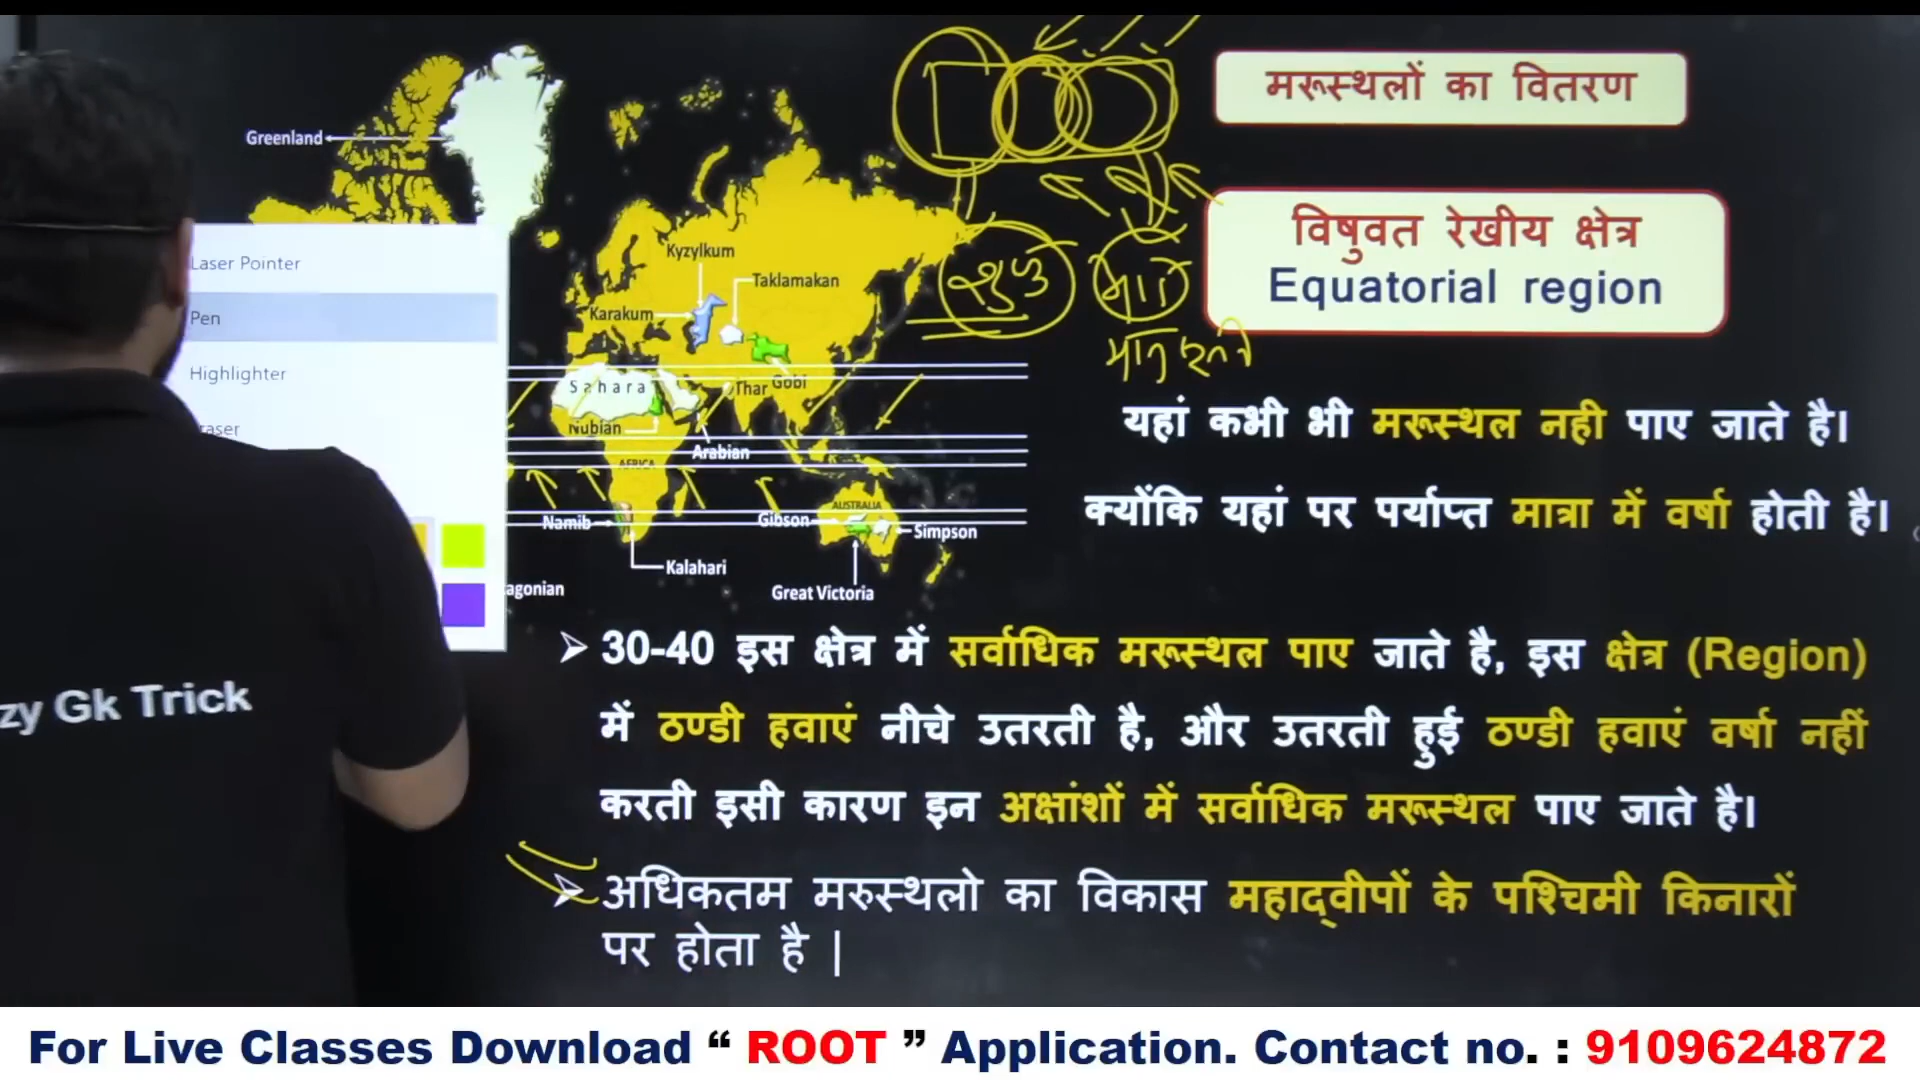 मरूस्थलों का वितरण
विषुवत रेखीय क्षेत्र
Equatorial region
Greenland
Laser Pointer
Pen
Highlighter
raser
Kyzylkum
Taklamakan
Karakum
Sahara
Thar Gobi
Nubian
Arabian
AFRICA
AUSTRALIA
Namib
Gibson
Simpson
Kalahari
agonian
Great Victoria
यहां कभी भी मरूस्थल नही पाए जाते है।
क्योंकि यहां पर पर्याप्त मात्रा में वर्षा होती है।
➢ 30-40 इस क्षेत्र में सर्वाधिक मरूस्थल पाए जाते है, इस क्षेत्र (Region)
में ठण्डी हवाएं नीचे उतरती है, और उतरती हुई ठण्डी हवाएं वर्षा नहीं
करती इसी कारण इन अक्षांशों में सर्वाधिक मरूस्थल पाए जाते है।
➢ अधिकतम मरुस्थलो का विकास महाद्वीपों के पश्चिमी किनारों
पर होता है |
zy Gk Trick
For Live Classes Download “ ROOT ” Application. Contact no. : 9109624872